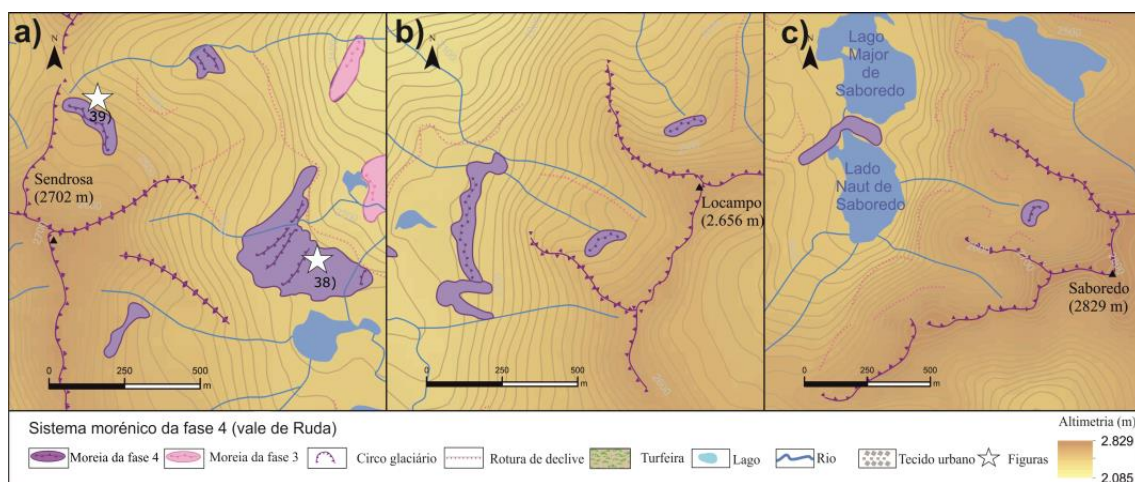 a)
N
39)
Sendrosa
(2702 m)
38)
0 250 500
m
b)
N
Locampo
(2.656 m)
0 250 500
m
c)
N
Lago
Major
de
Saboredo
Lado
Naut de
Saboredo
Saboredo
(2829 m)
0 250 500
m
Sistema morénico da fase 4 (vale de Ruda)
Moreia da fase 4 Moreia da fase 3 Circo glaciário Rotura de declive Turfeira Lago Rio Tecido urbano Figuras
Altimetria (m)
2.829
2.085